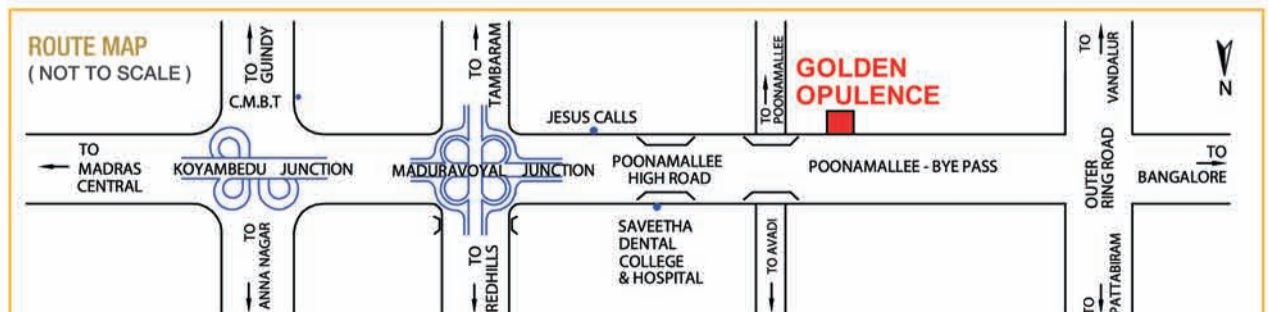 ROUTE MAP
( NOT TO SCALE )
TO
GUINDY
C.M.B.T
TO
TAMBARAM
JESUS CALLS
TO
POONAMALLEE
GOLDEN
OPULENCE
TO
VANDALUR
N
TO
MADRAS
CENTRAL
KOYAMBEDU JUNCTION
MADURAVOYAL JUNCTION
POONAMALLEE
HIGH ROAD
POONAMALLEE - BYE PASS
OUTER
RING ROAD
TO
BANGALORE
TO
ANNA NAGAR
TO
REDHILLS
SAVEETHA
DENTAL
COLLEGE
& HOSPITAL
TO AVADI
TO
PATTABIRAM